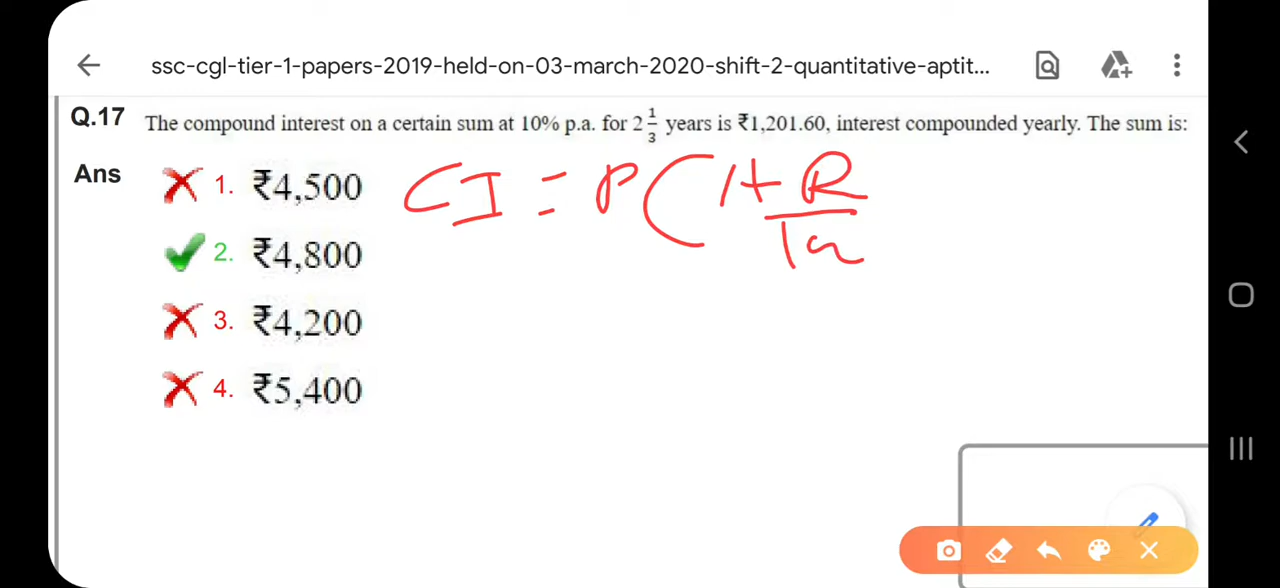 ssc-cgl-tier-1-papers-2019-held-on-03-march-2020-shift-2-quantitative-aptit...
Q.17 The compound interest on a certain sum at 10% p.a. for 2 1/3 years is ₹1,201.60, interest compounded yearly. The sum is:
Ans
1. ₹4,500
CI = P ( 1 + R
2. ₹4,800
3. ₹4,200
4. ₹5,400